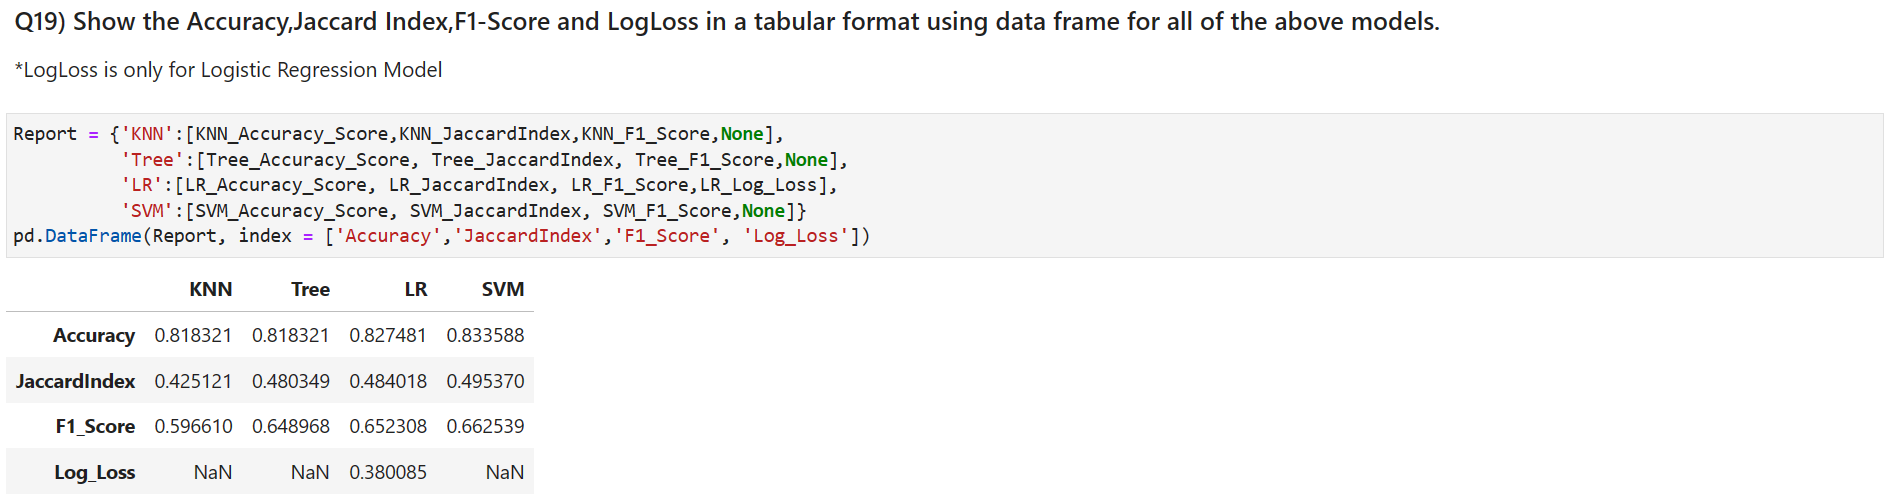 Q19) Show the Accuracy,Jaccard Index,F1-Score and LogLoss in a tabular format using data frame for all of the above models.
*LogLoss is only for Logistic Regression Model
Report = {'KNN':[KNN_Accuracy_Score,KNN_JaccardIndex,KNN_F1_Score,None],
'Tree':[Tree_Accuracy_Score, Tree_JaccardIndex, Tree_F1_Score,None],
'LR':[LR_Accuracy_Score, LR_JaccardIndex, LR_F1_Score,LR_Log_Loss],
'SVM':[SVM_Accuracy_Score, SVM_JaccardIndex, SVM_F1_Score,None]}
pd.DataFrame(Report, index = ['Accuracy','JaccardIndex','F1_Score', 'Log_Loss'])
KNN Tree LR SVM
Accuracy 0.818321 0.818321 0.827481 0.833588
JaccardIndex 0.425121 0.480349 0.484018 0.495370
F1_Score 0.596610 0.648968 0.652308 0.662539
Log_Loss NaN NaN 0.380085 NaN